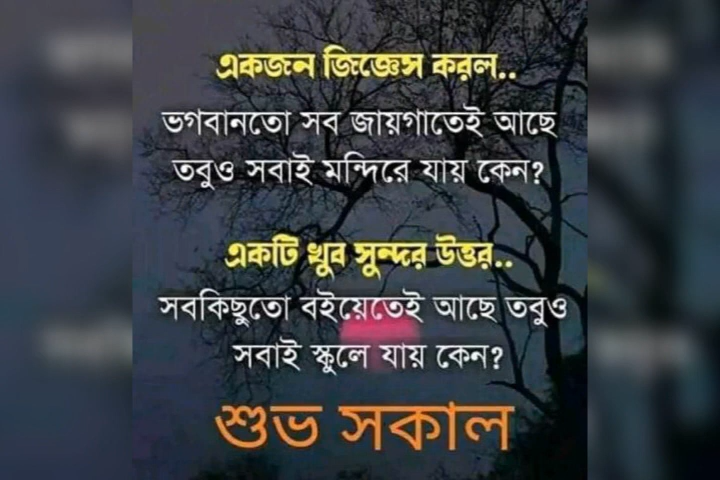 একজন জিজ্ঞেস করল..
ভগবানতো সব জায়গাতেই আছে
তবুও সবাই মন্দিরে যায় কেন?
একটি খুব সুন্দর উত্তর..
সবকিছুতো বইয়েতেই আছে তবুও
সবাই স্কুলে যায় কেন?
শুভ সকাল